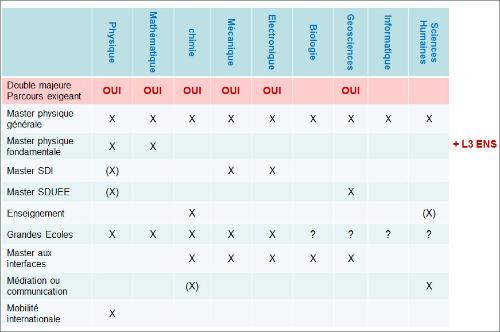 Physique Mathématique chimie Mécanique Electronique Biologie Geosciences Informatique Sciences Humaines
Double majeure
Parcours exigeant OUI OUI OUI OUI OUI OUI
Master physique
générale X X X X X X X X X
Master physique
fondamentale X X
+ L3 ENS
Master SDI (X) X X
Master SDUEE (X) X
Enseignement X (X)
Grandes Ecoles X X X X X ? ? ? ?
Master aux
interfaces X X X X X
Médiation ou
communication (X) X
Mobilité
internationale X